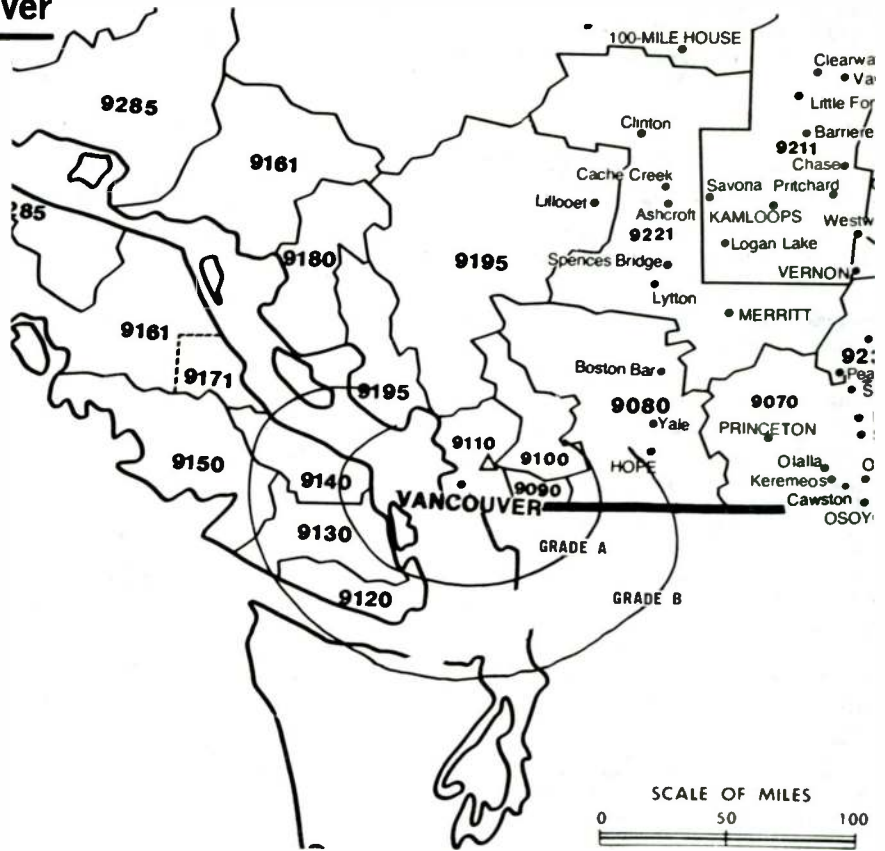 ver
100-MILE HOUSE
Clearwa
Va
9285
Little For
Clinton
Barriere
9211
9161
Chase
Cache Creek
Savona Pritchard
Lillooet
Ashcroft
KAMLOOPS
285
9221
Westw
9180
9195
Logan Lake
Spences Bridge
VERNON
Lytton
MERRITT
9161
923
Boston Bar
Pea
9171
9195
S
9080
9070
Yale
PRINCETON
9110
9150
9100
HOPE
Olalla
O
9140
9090
Keremeos
VANCOUVER
Cawston
OSOY
9130
GRADE A
9120
GRADE B
SCALE OF MILES
0 50 100